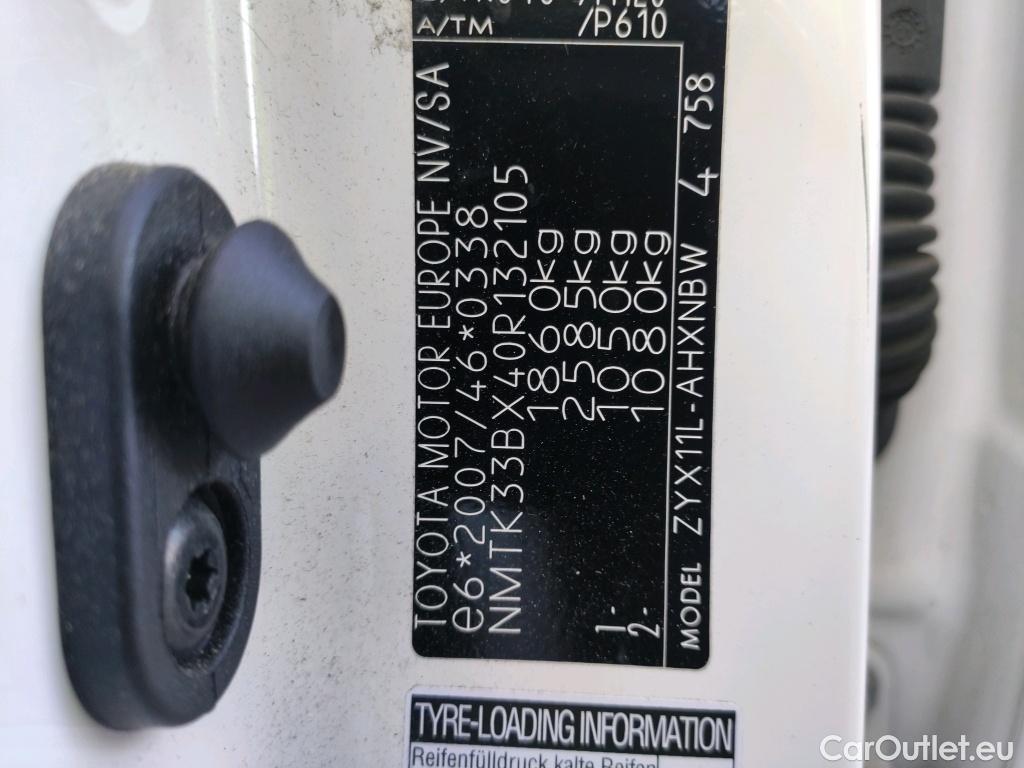 A/TM /P610
TOYOTA MOTOR EUROPE NV/SA
e6*2007/46*0338
NMTK33BX40R132105
1860kg
2585kg
1- 1050kg
2- 1080kg
MODEL ZYX11L-AHXNBW 4 758
TYRE-LOADING INFORMATION
Reifenfülldruck kalte Reifen
CarOutlet.eu